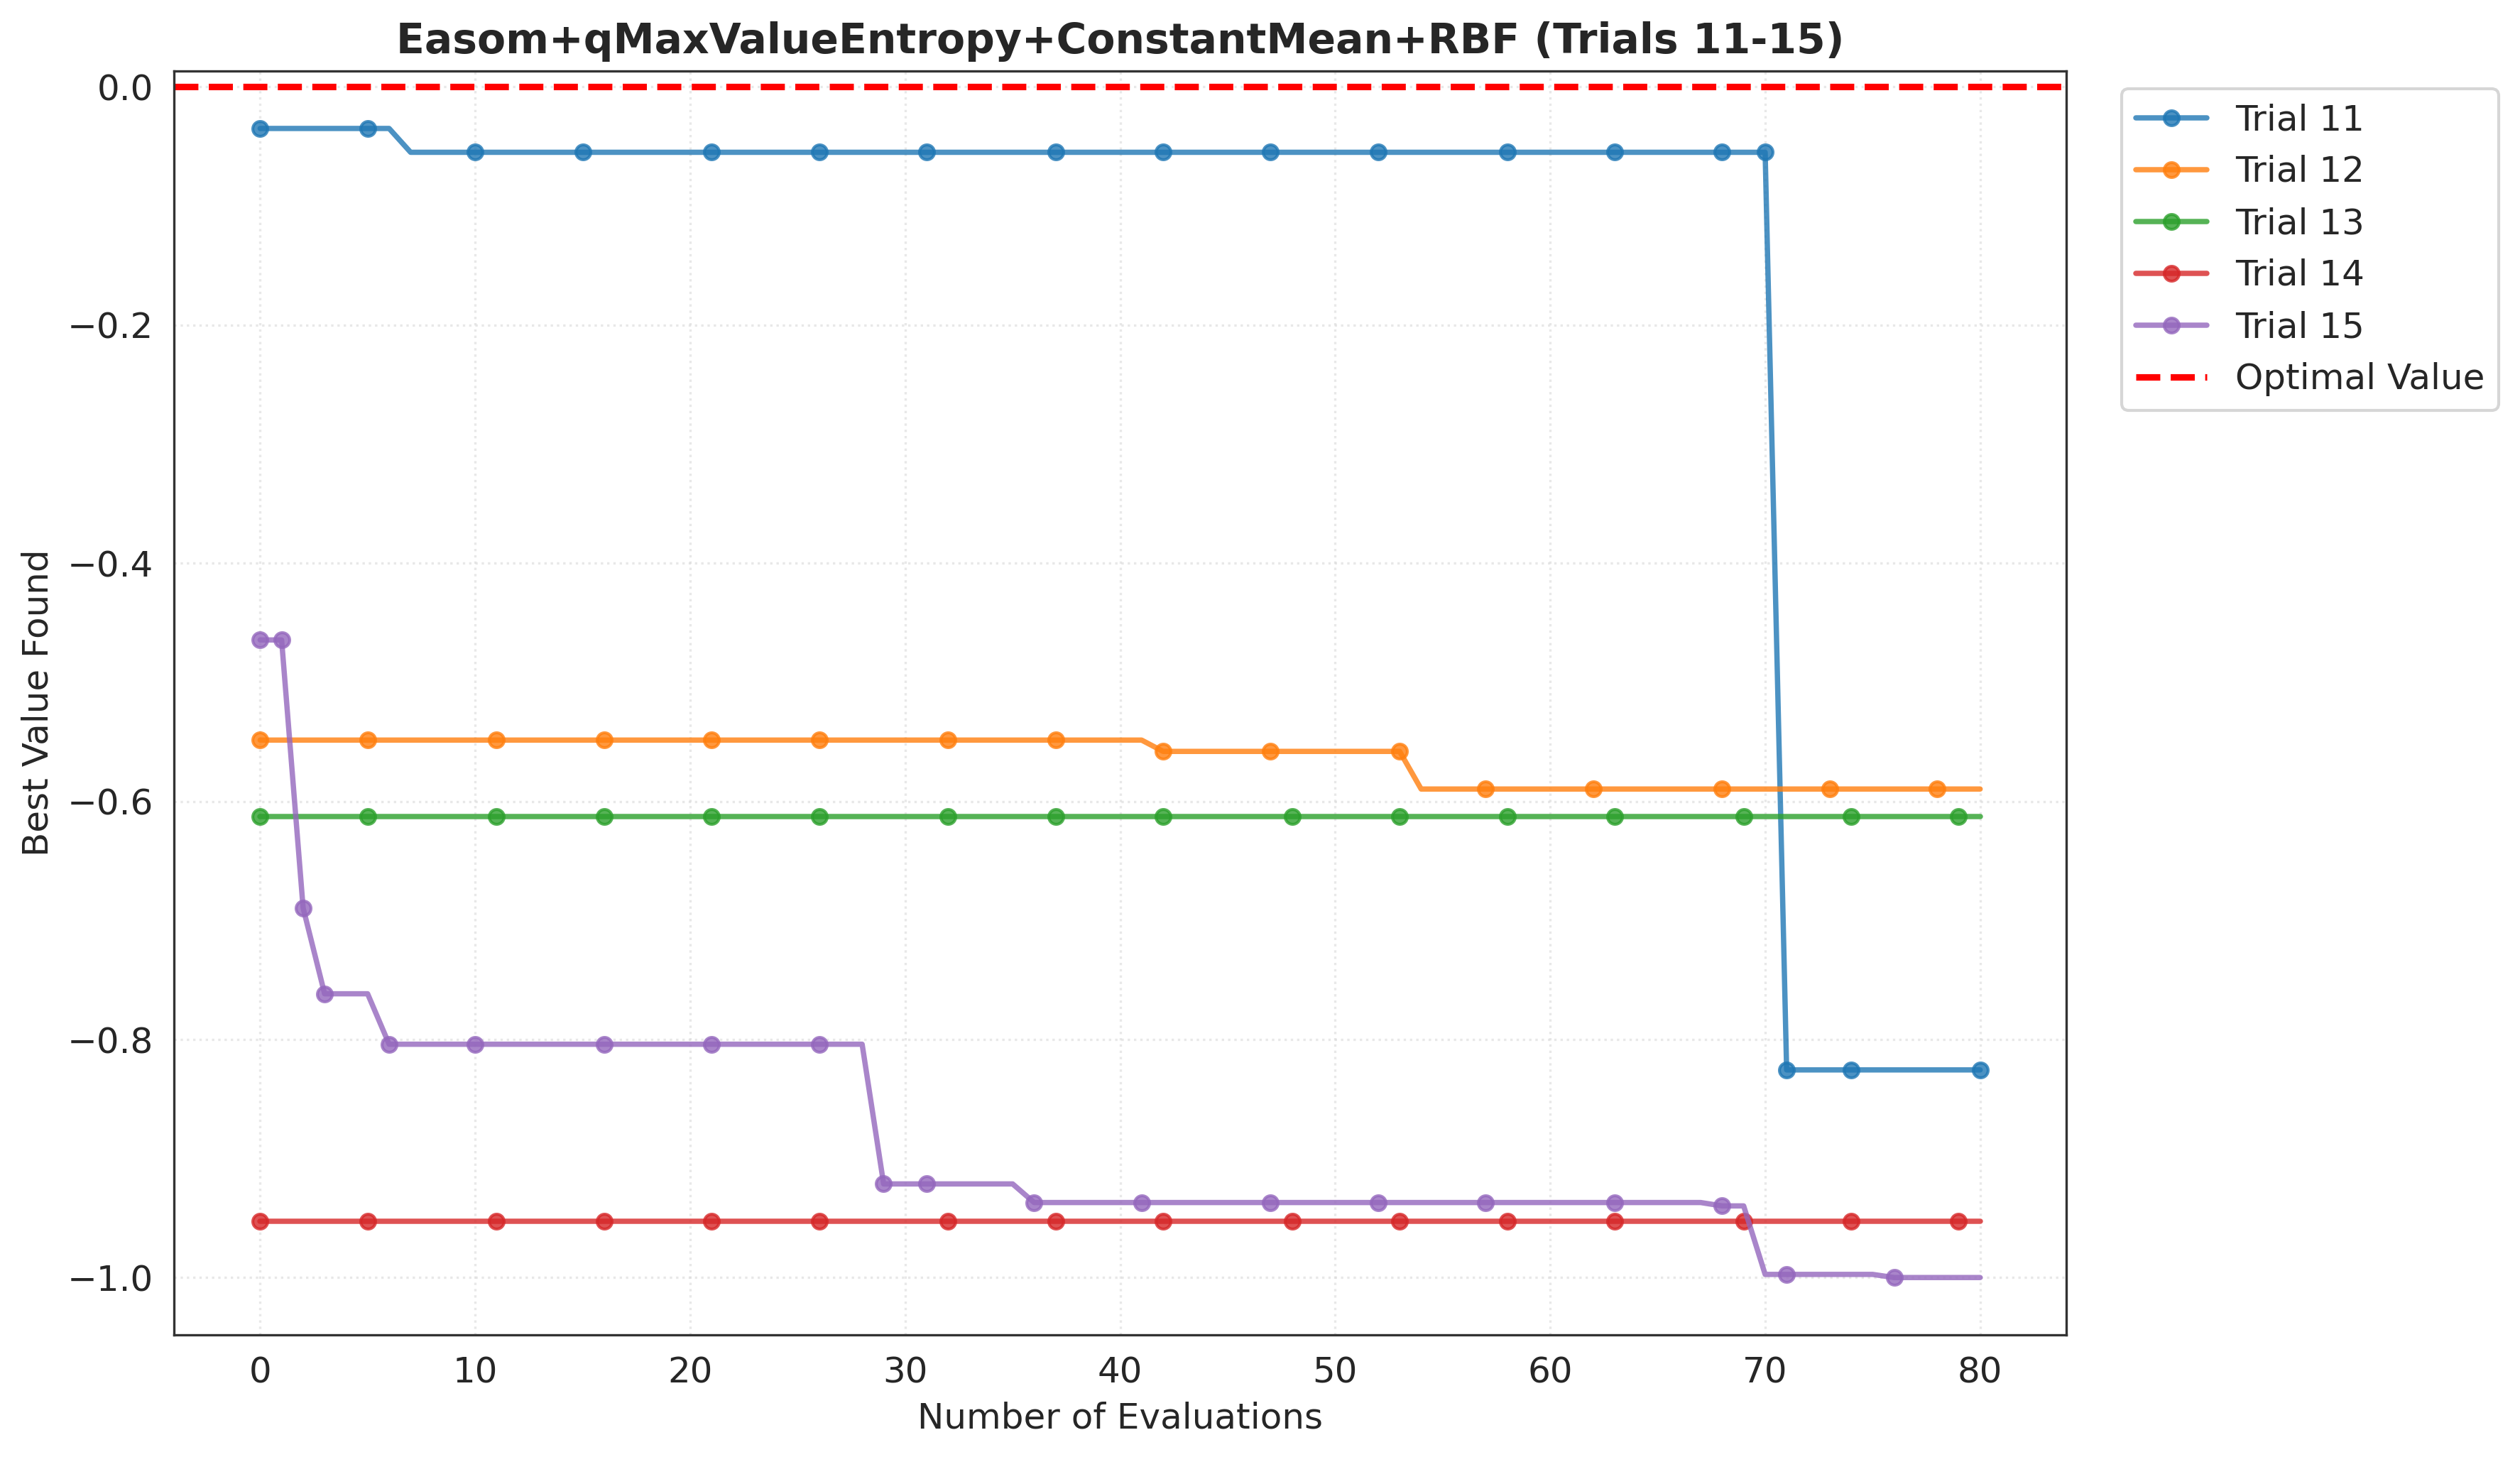 Easom+qMaxValueEntropy+ConstantMean+RBF (Trials 11-15)
0.0
−0.2
−0.4
−0.6
−0.8
−1.0
Best Value Found
0 10 20 30 40 50 60 70 80
Number of Evaluations
Trial 11
Trial 12
Trial 13
Trial 14
Trial 15
Optimal Value